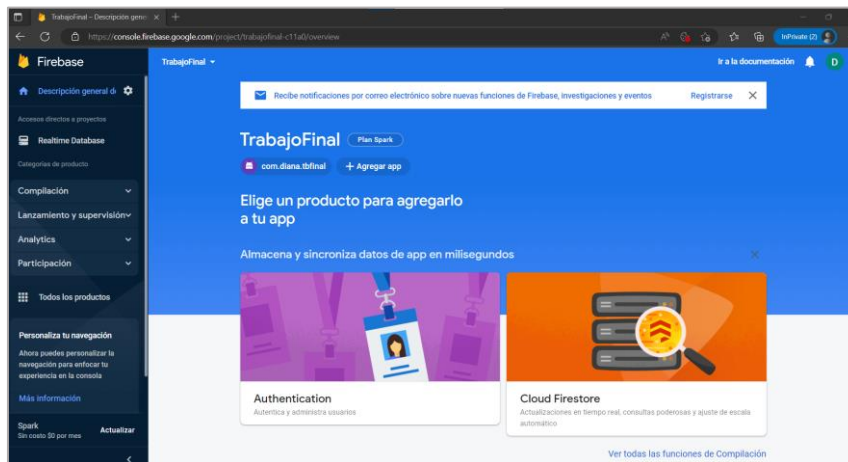 TrabajoFinal – Descripción gener
https://console.firebase.google.com/project/trabajofinal-c11a0/overview
InPrivate (2)
Firebase
TrabajoFinal
Ir a la documentación
D
Descripción general d
Recibe notificaciones por correo electrónico sobre nuevas funciones de Firebase, investigaciones y eventos
Registrarse
Accesos directos a proyectos
Realtime Database
Categorías de producto
Compilación
Lanzamiento y supervisión
Analytics
Participación
Todos los productos
Personaliza tu navegación
Ahora puedes personalizar la
navegación para enfocar tu
experiencia en la consola
Más información
Spark
Sin costo $0 por mes
Actualizar
TrabajoFinal
Plan Spark
com.diana.tbfinal
+ Agregar app
Elige un producto para agregarlo
a tu app
Almacena y sincroniza datos de app en milisegundos
Authentication
Autentica y administra usuarios
Cloud Firestore
Actualizaciones en tiempo real, consultas poderosas y ajuste de escala
automático
Ver todas las funciones de Compilación